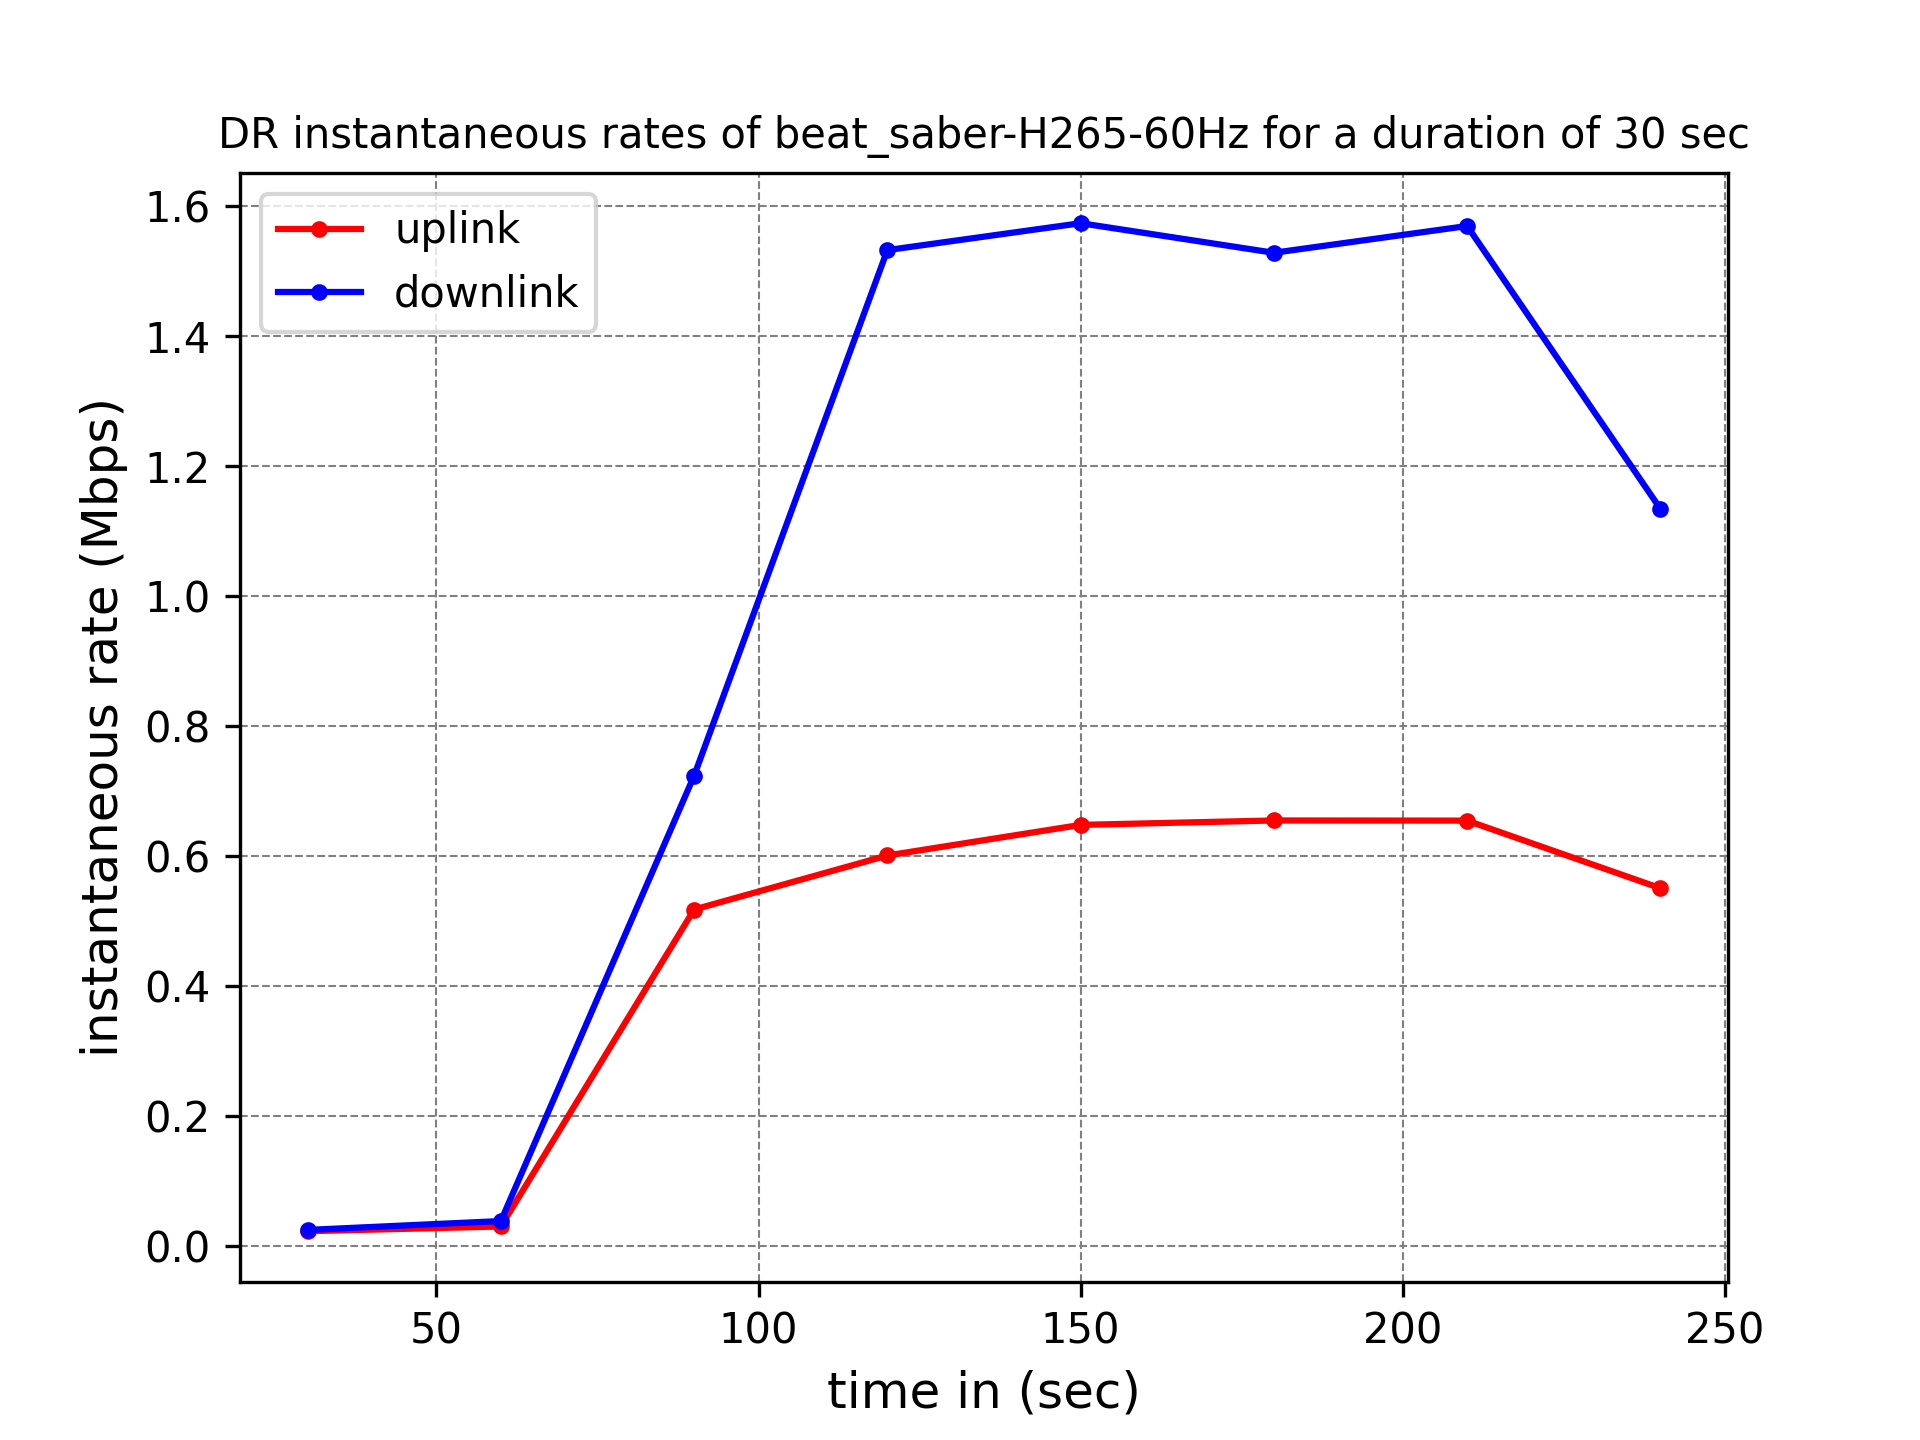 DR instantaneous rates of beat_saber-H265-60Hz for a duration of 30 sec
uplink
downlink
instantaneous rate (Mbps)
1.6
1.4
1.2
1.0
0.8
0.6
0.4
0.2
0.0
50 100 150 200 250
time in (sec)